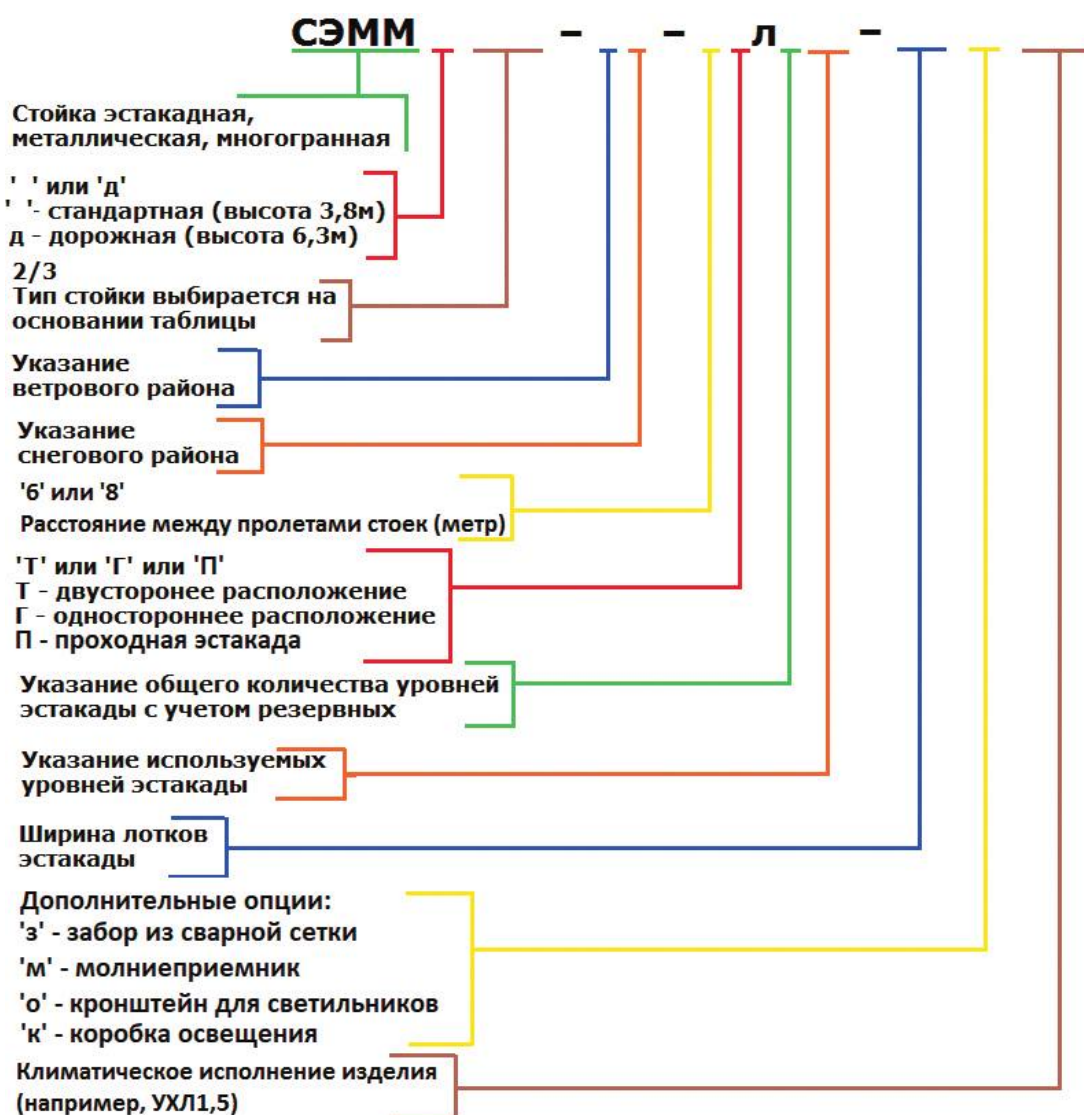 СЭММ – – л –
Стойка эстакадная,
металлическая, многогранная
' ' или 'д'
' '- стандартная (высота 3,8м)
д - дорожная (высота 6,3м)
2/3
Тип стойки выбирается на
основании таблицы
Указание
ветрового района
Указание
снегового района
'6' или '8'
Расстояние между пролетами стоек (метр)
'Т' или 'Г' или 'П'
Т - двусторонее расположение
Г - одностороннее расположение
П - проходная эстакада
Указание общего количества уровней
эстакады с учетом резервных
Указание используемых
уровней эстакады
Ширина лотков
эстакады
Дополнительные опции:
'з' - забор из сварной сетки
'м' - молниеприемник
'о' - кронштейн для светильников
'к' - коробка освещения
Климатическое исполнение изделия
(например, УХЛ1,5)